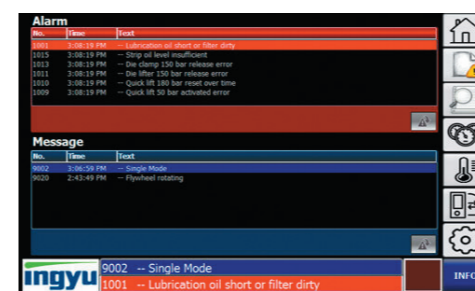 Alarm
No. Time Text
1001 3:08:19 PM -- Lubrication oil short or filter dirty
1015 3:08:19 PM -- Strip oil level insufficient
1013 3:08:19 PM -- Die clamp 150 bar release error
1011 3:08:19 PM -- Die lifter 150 bar release error
1010 3:08:19 PM -- Quick lift 180 bar reset over time
1009 3:08:19 PM -- Quick lift 50 bar activated error
Message
No. Time Text
9002 3:06:59 PM -- Single Mode
9020 2:43:49 PM -- Flywheel rotating
ingyu
9002 -- Single Mode
1001 -- Lubrication oil short or filter dirty
INFO